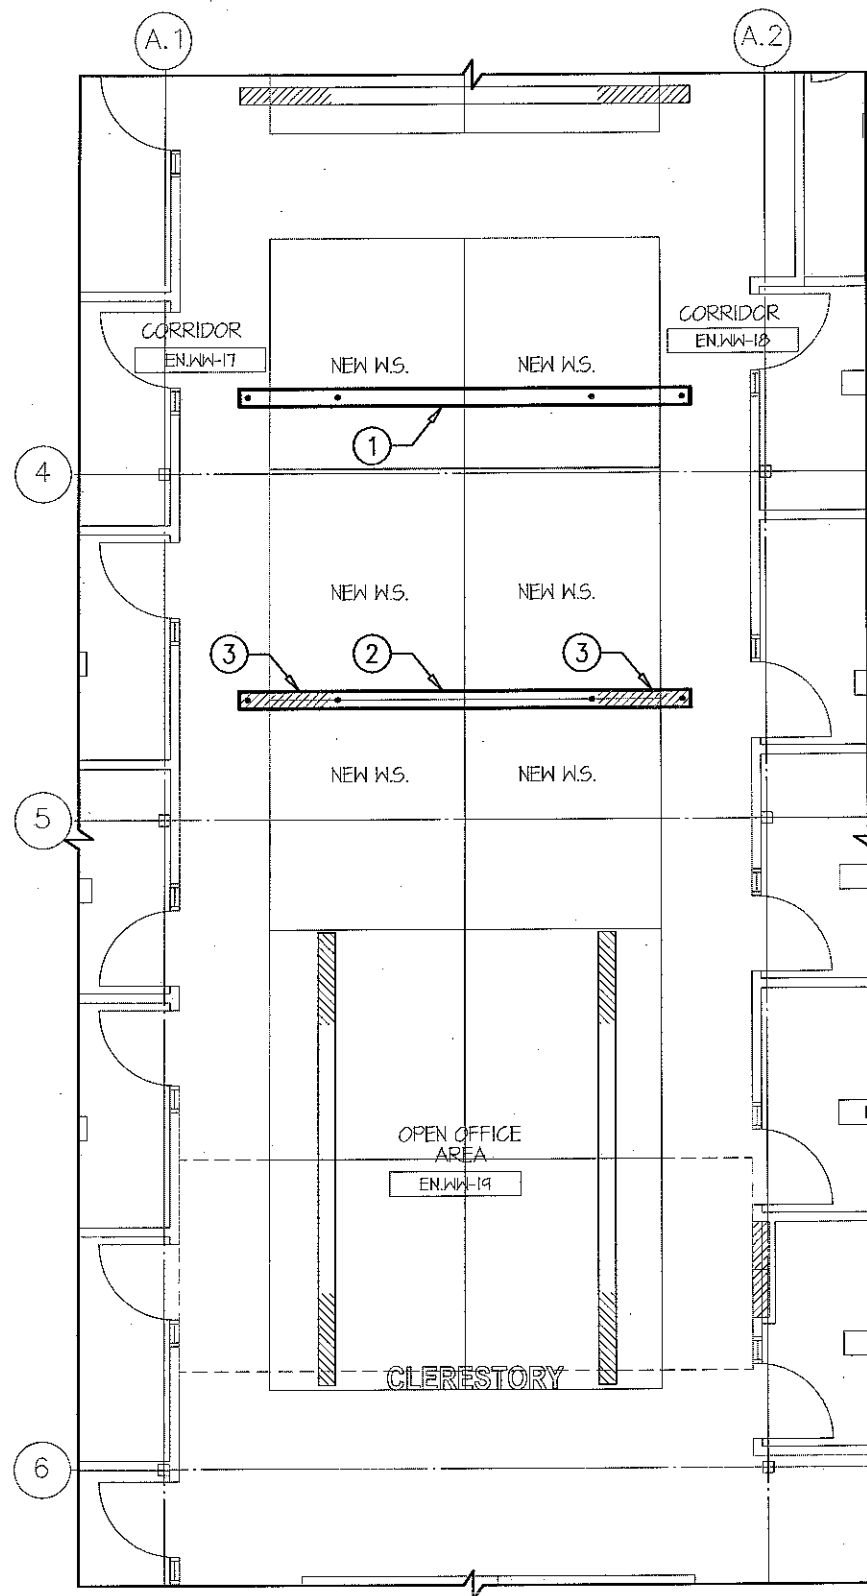 A.1
A.2
CORRIDOR
EN.WW-17
CORRIDOR
EN.WW-18
NEW W.S.
NEW W.S.
1
4
NEW W.S.
NEW W.S.
3
2
3
NEW W.S.
NEW W.S.
5
OPEN OFFICE
AREA
EN.WW-19
CLERESTORY
6